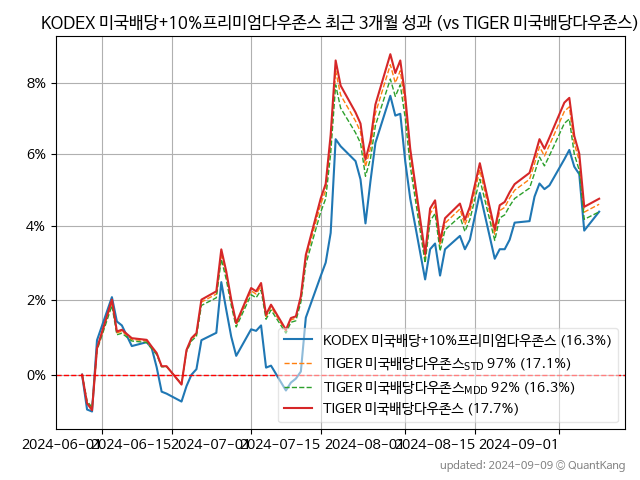 KODEX 미국배당+10%프리미엄다우존스 최근 3개월 성과 (vs TIGER 미국배당다우존스)
8%
6%
4%
2%
0%
KODEX 미국배당+10%프리미엄다우존스 (16.3%)
TIGER 미국배당다우존스STD 97% (17.1%)
TIGER 미국배당다우존스MDD 92% (16.3%)
TIGER 미국배당다우존스 (17.7%)
2024-06-01 2024-06-15 2024-07-01 2024-07-15 2024-08-01 2024-08-15 2024-09-01
updated: 2024-09-09 © QuantKang